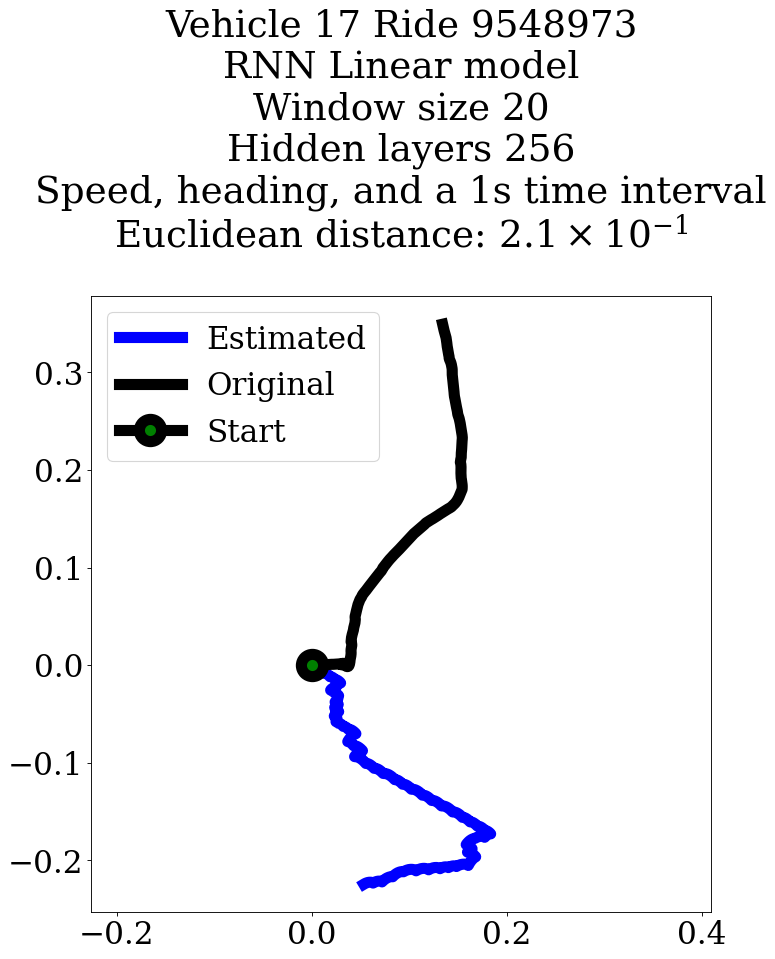 Vehicle 17 Ride 9548973
RNN Linear model
Window size 20
Hidden layers 256
Speed, heading, and a 1s time interval
Euclidean distance: 2.1 × 10⁻¹
Estimated
Original
Start
0.3
0.2
0.1
0.0
−0.1
−0.2
−0.2 0.0 0.2 0.4